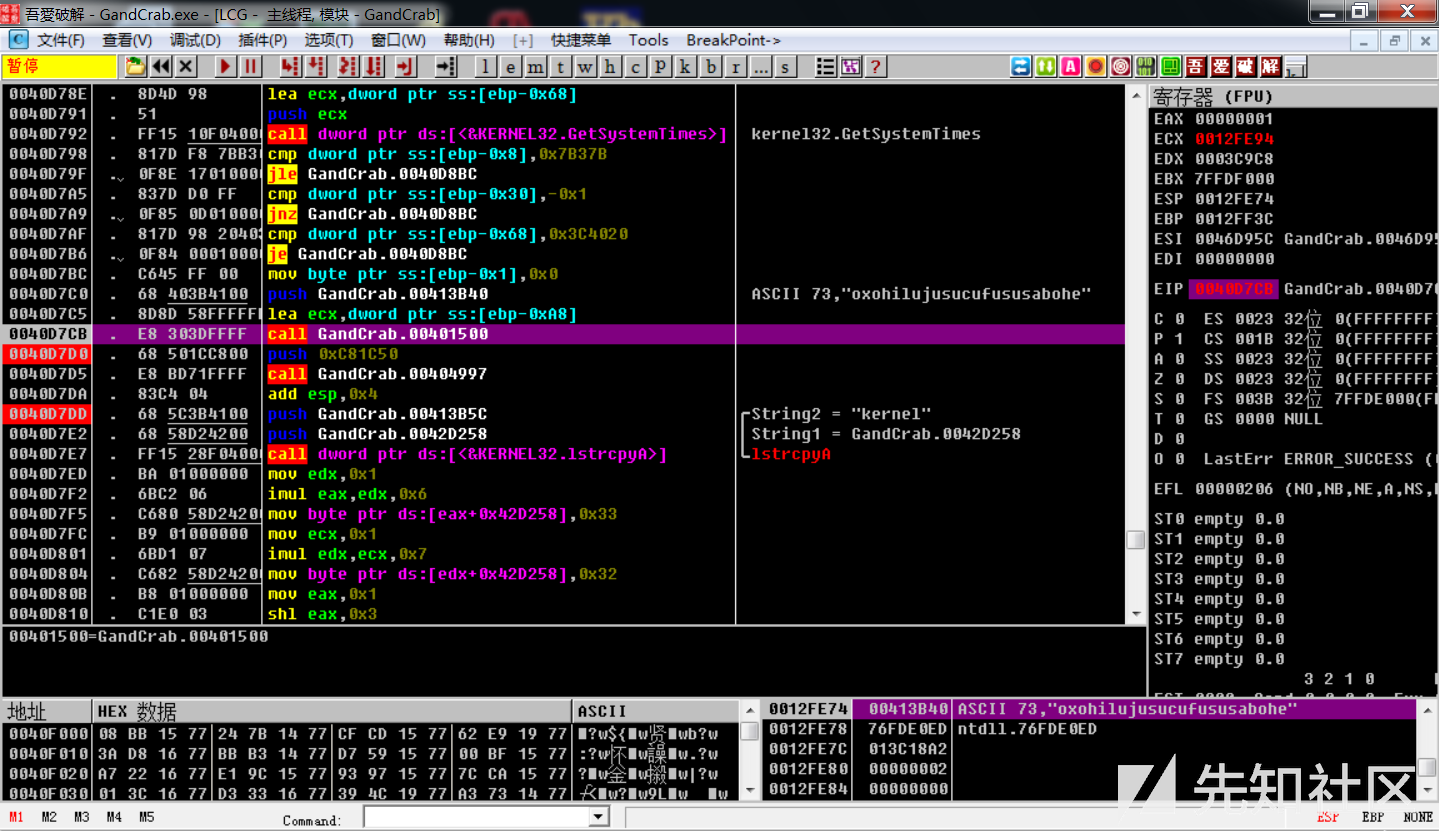 吾愛破解 - GandCrab.exe - [LCG - 主线程, 模块 - GandCrab]
文件(F) 查看(V) 调试(D) 插件(P) 选项(T) 窗口(W) 帮助(H) [+] 快捷菜单 Tools BreakPoint->
暂停 l e m t w h c P k b r ... s ? A 吾 爱 破 解
0040D78E . 8D4D 98 lea ecx,dword ptr ss:[ebp-0x68]
0040D791 . 51 push ecx
0040D792 . FF15 10F0400 call dword ptr ds:[<&KERNEL32.GetSystemTimes>] kernel32.GetSystemTimes
0040D798 . 817D F8 7BB3 cmp dword ptr ss:[ebp-0x8],0x7B37B
0040D79F . 0F8E 1701000 jle GandCrab.0040D8BC
0040D7A5 . 837D D0 FF cmp dword ptr ss:[ebp-0x30],-0x1
0040D7A9 . 0F85 0D01000 jnz GandCrab.0040D8BC
0040D7AF . 817D 98 2040 cmp dword ptr ss:[ebp-0x68],0x3C4020
0040D7B6 . 0F84 0001000 je GandCrab.0040D8BC
0040D7BC . C645 FF 00 mov byte ptr ss:[ebp-0x1],0x0
0040D7C0 . 68 403B4100 push GandCrab.00413B40 ASCII 73,"oxohilujusucufususabohe"
0040D7C5 . 8D8D 58FFFFF lea ecx,dword ptr ss:[ebp-0xA8]
0040D7CB . E8 303DFFFF call GandCrab.00401500
0040D7D0 . 68 501CC800 push 0xC81C50
0040D7D5 . E8 BD71FFFF call GandCrab.00404997
0040D7DA . 83C4 04 add esp,0x4
0040D7DD . 68 5C3B4100 push GandCrab.00413B5C String2 = "kernel"
0040D7E2 . 68 58D24200 push GandCrab.0042D258 String1 = GandCrab.0042D258
0040D7E7 . FF15 28F0400 call dword ptr ds:[<&KERNEL32.lstrcpyA>] lstrcpyA
0040D7ED . BA 01000000 mov edx,0x1
0040D7F2 . 6BC2 06 imul eax,edx,0x6
0040D7F5 . C680 58D2420 mov byte ptr ds:[eax+0x42D258],0x33
0040D7FC . B9 01000000 mov ecx,0x1
0040D801 . 6BD1 07 imul edx,ecx,0x7
0040D804 . C682 58D2420 mov byte ptr ds:[edx+0x42D258],0x32
0040D80B . B8 01000000 mov eax,0x1
0040D810 . C1E0 03 shl eax,0x3
00401500=GandCrab.00401500
寄存器 (FPU)
EAX 00000001
ECX 0012FE94
EDX 0003C9C8
EBX 7FFDF000
ESP 0012FE74
EBP 0012FF3C
ESI 0046D95C GandCrab.0046D95
EDI 00000000
EIP 0040D7CB GandCrab.0040D7C
C 0 ES 0023 32位 0(FFFFFFFF)
P 1 CS 001B 32位 0(FFFFFFFF)
A 0 SS 0023 32位 0(FFFFFFFF)
Z 0 DS 0023 32位 0(FFFFFFFF)
S 0 FS 003B 32位 7FFDE000(F
T 0 GS 0000 NULL
D 0
O 0 LastErr ERROR_SUCCESS (
EFL 00000206 (NO,NB,NE,A,NS,
ST0 empty 0.0
ST1 empty 0.0
ST2 empty 0.0
ST3 empty 0.0
ST4 empty 0.0
ST5 empty 0.0
ST6 empty 0.0
ST7 empty 0.0
3 2 1 0
地址 HEX 数据 ASCII
0040F000 08 BB 15 77 24 7B 14 77 CF CD 15 77 62 E9 19 77
0040F010 3A D8 16 77 BB B3 14 77 D7 59 15 77 00 BF 15 77
0040F020 A7 22 16 77 E1 9C 15 77 93 97 15 77 7C CA 15 77
0040F030 01 3C 16 77 D3 33 16 77 39 4C 19 77 A3 73 14 77
0012FE74 00413B40 ASCII 73,"oxohilujusucufususabohe"
0012FE78 76FDE0ED ntdll.76FDE0ED
0012FE7C 013C18A2
0012FE80 00000002
0012FE84 00000000
先知社区
M1 M2 M3 M4 M5 Command: ESP EBP NONE